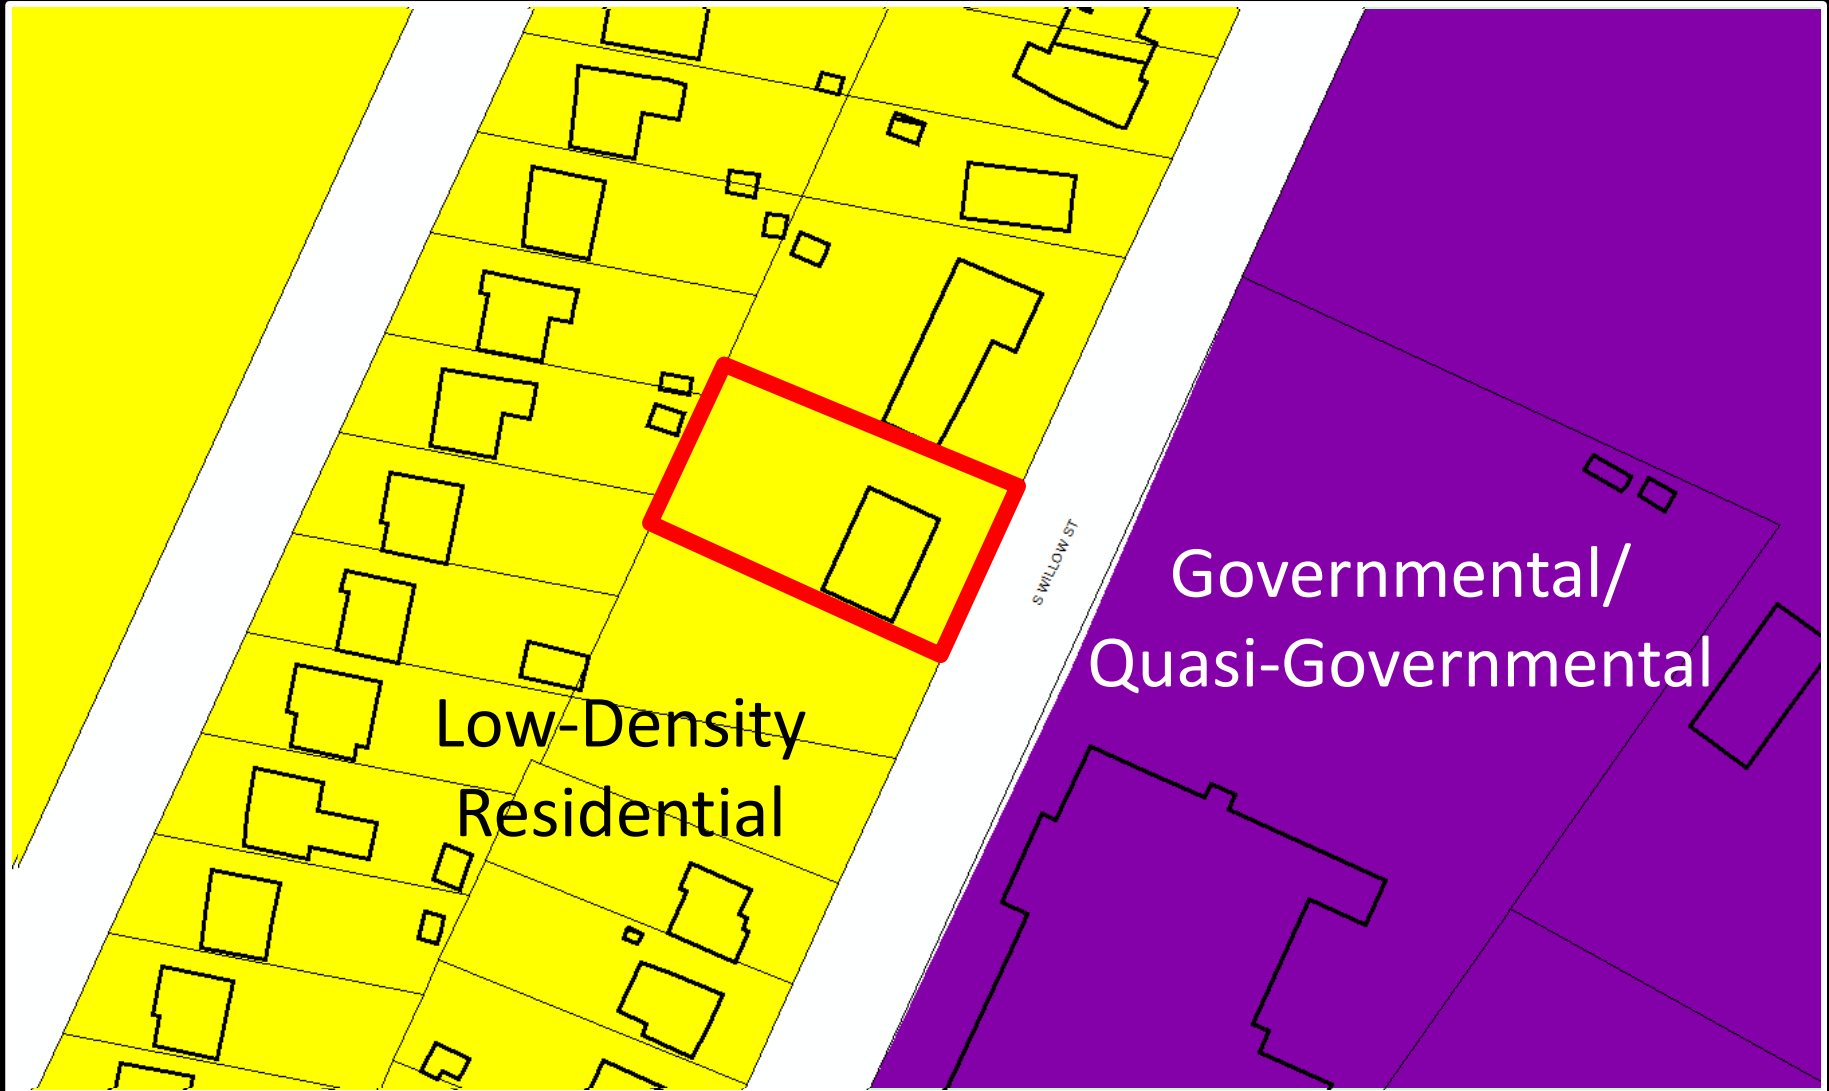 S WILLOW ST
Governmental/
Quasi-Governmental
Low-Density
Residential